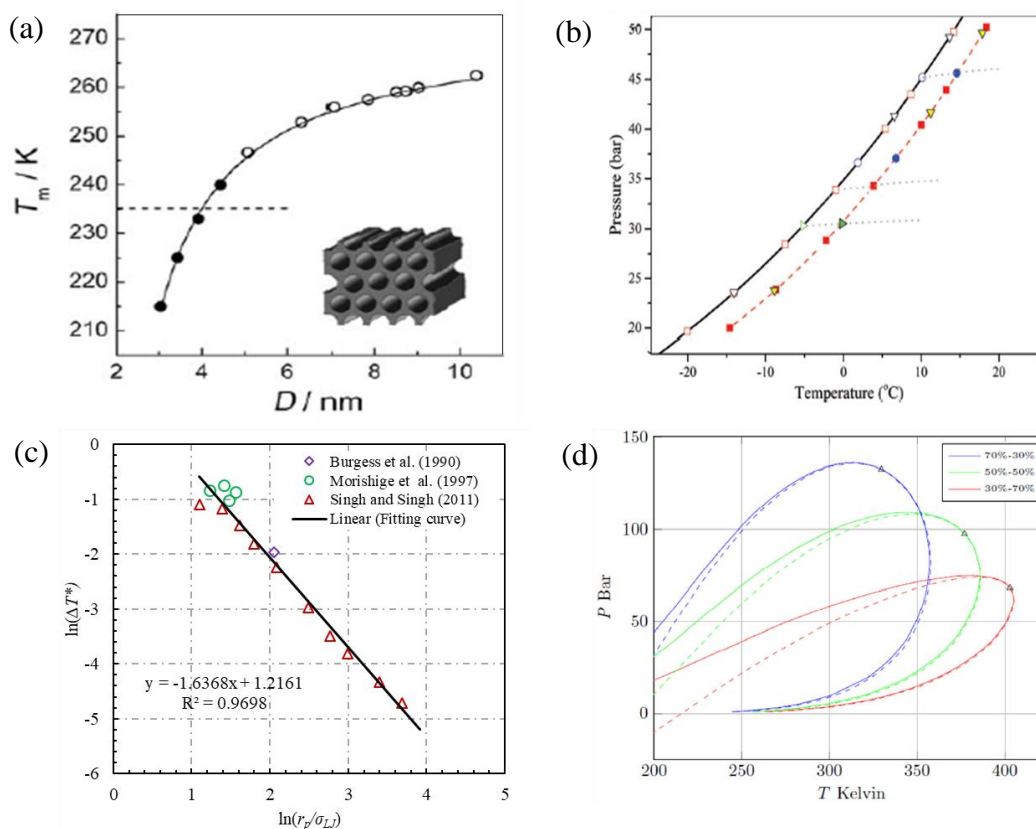 (a)
270
260
250
240
230
220
210
T_m / K
2 4 6 8 10
D / nm
(b)
50
45
40
35
30
25
20
Pressure (bar)
-20 -10 0 10 20
Temperature (°C)
(c)
0
-1
-2
-3
-4
-5
-6
ln(ΔT*)
Burgess et al. (1990)
Morishige et al. (1997)
Singh and Singh (2011)
Linear (Fitting curve)
y = -1.6368x + 1.2161
R² = 0.9698
0 1 2 3 4 5
ln(r_p/σ_LJ)
(d)
150
100
50
0
P Bar
70%-30%
50%-50%
30%-70%
200 250 300 350 400
T Kelvin